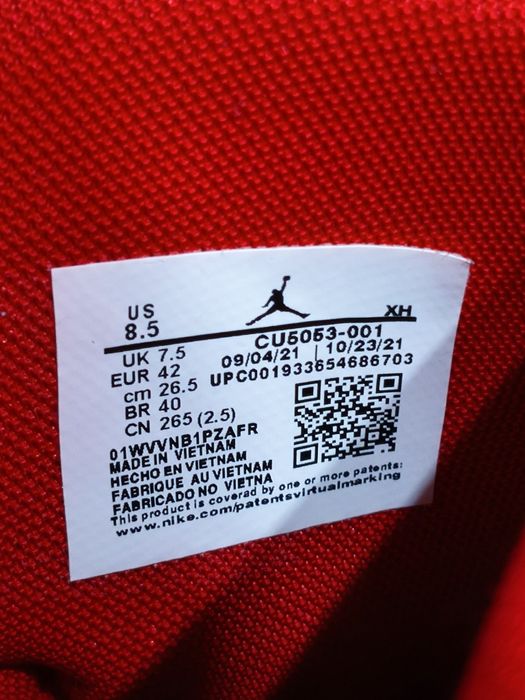 US
8.5
XH
UK 7.5
EUR 42
cm 26.5
BR 40
CN 265 (2.5)
CU5053-001
09/04/21 | 10/23/21
UPC001933654686703
01WVVNB1PZAFR
MADE IN VIETNAM
HECHO EN VIETNAM
FABRIQUE AU VIETNAM
FABRICADO NO VIETNA
This product is covered by one or more patents:
www.nike.com/patentsvirtualmarking